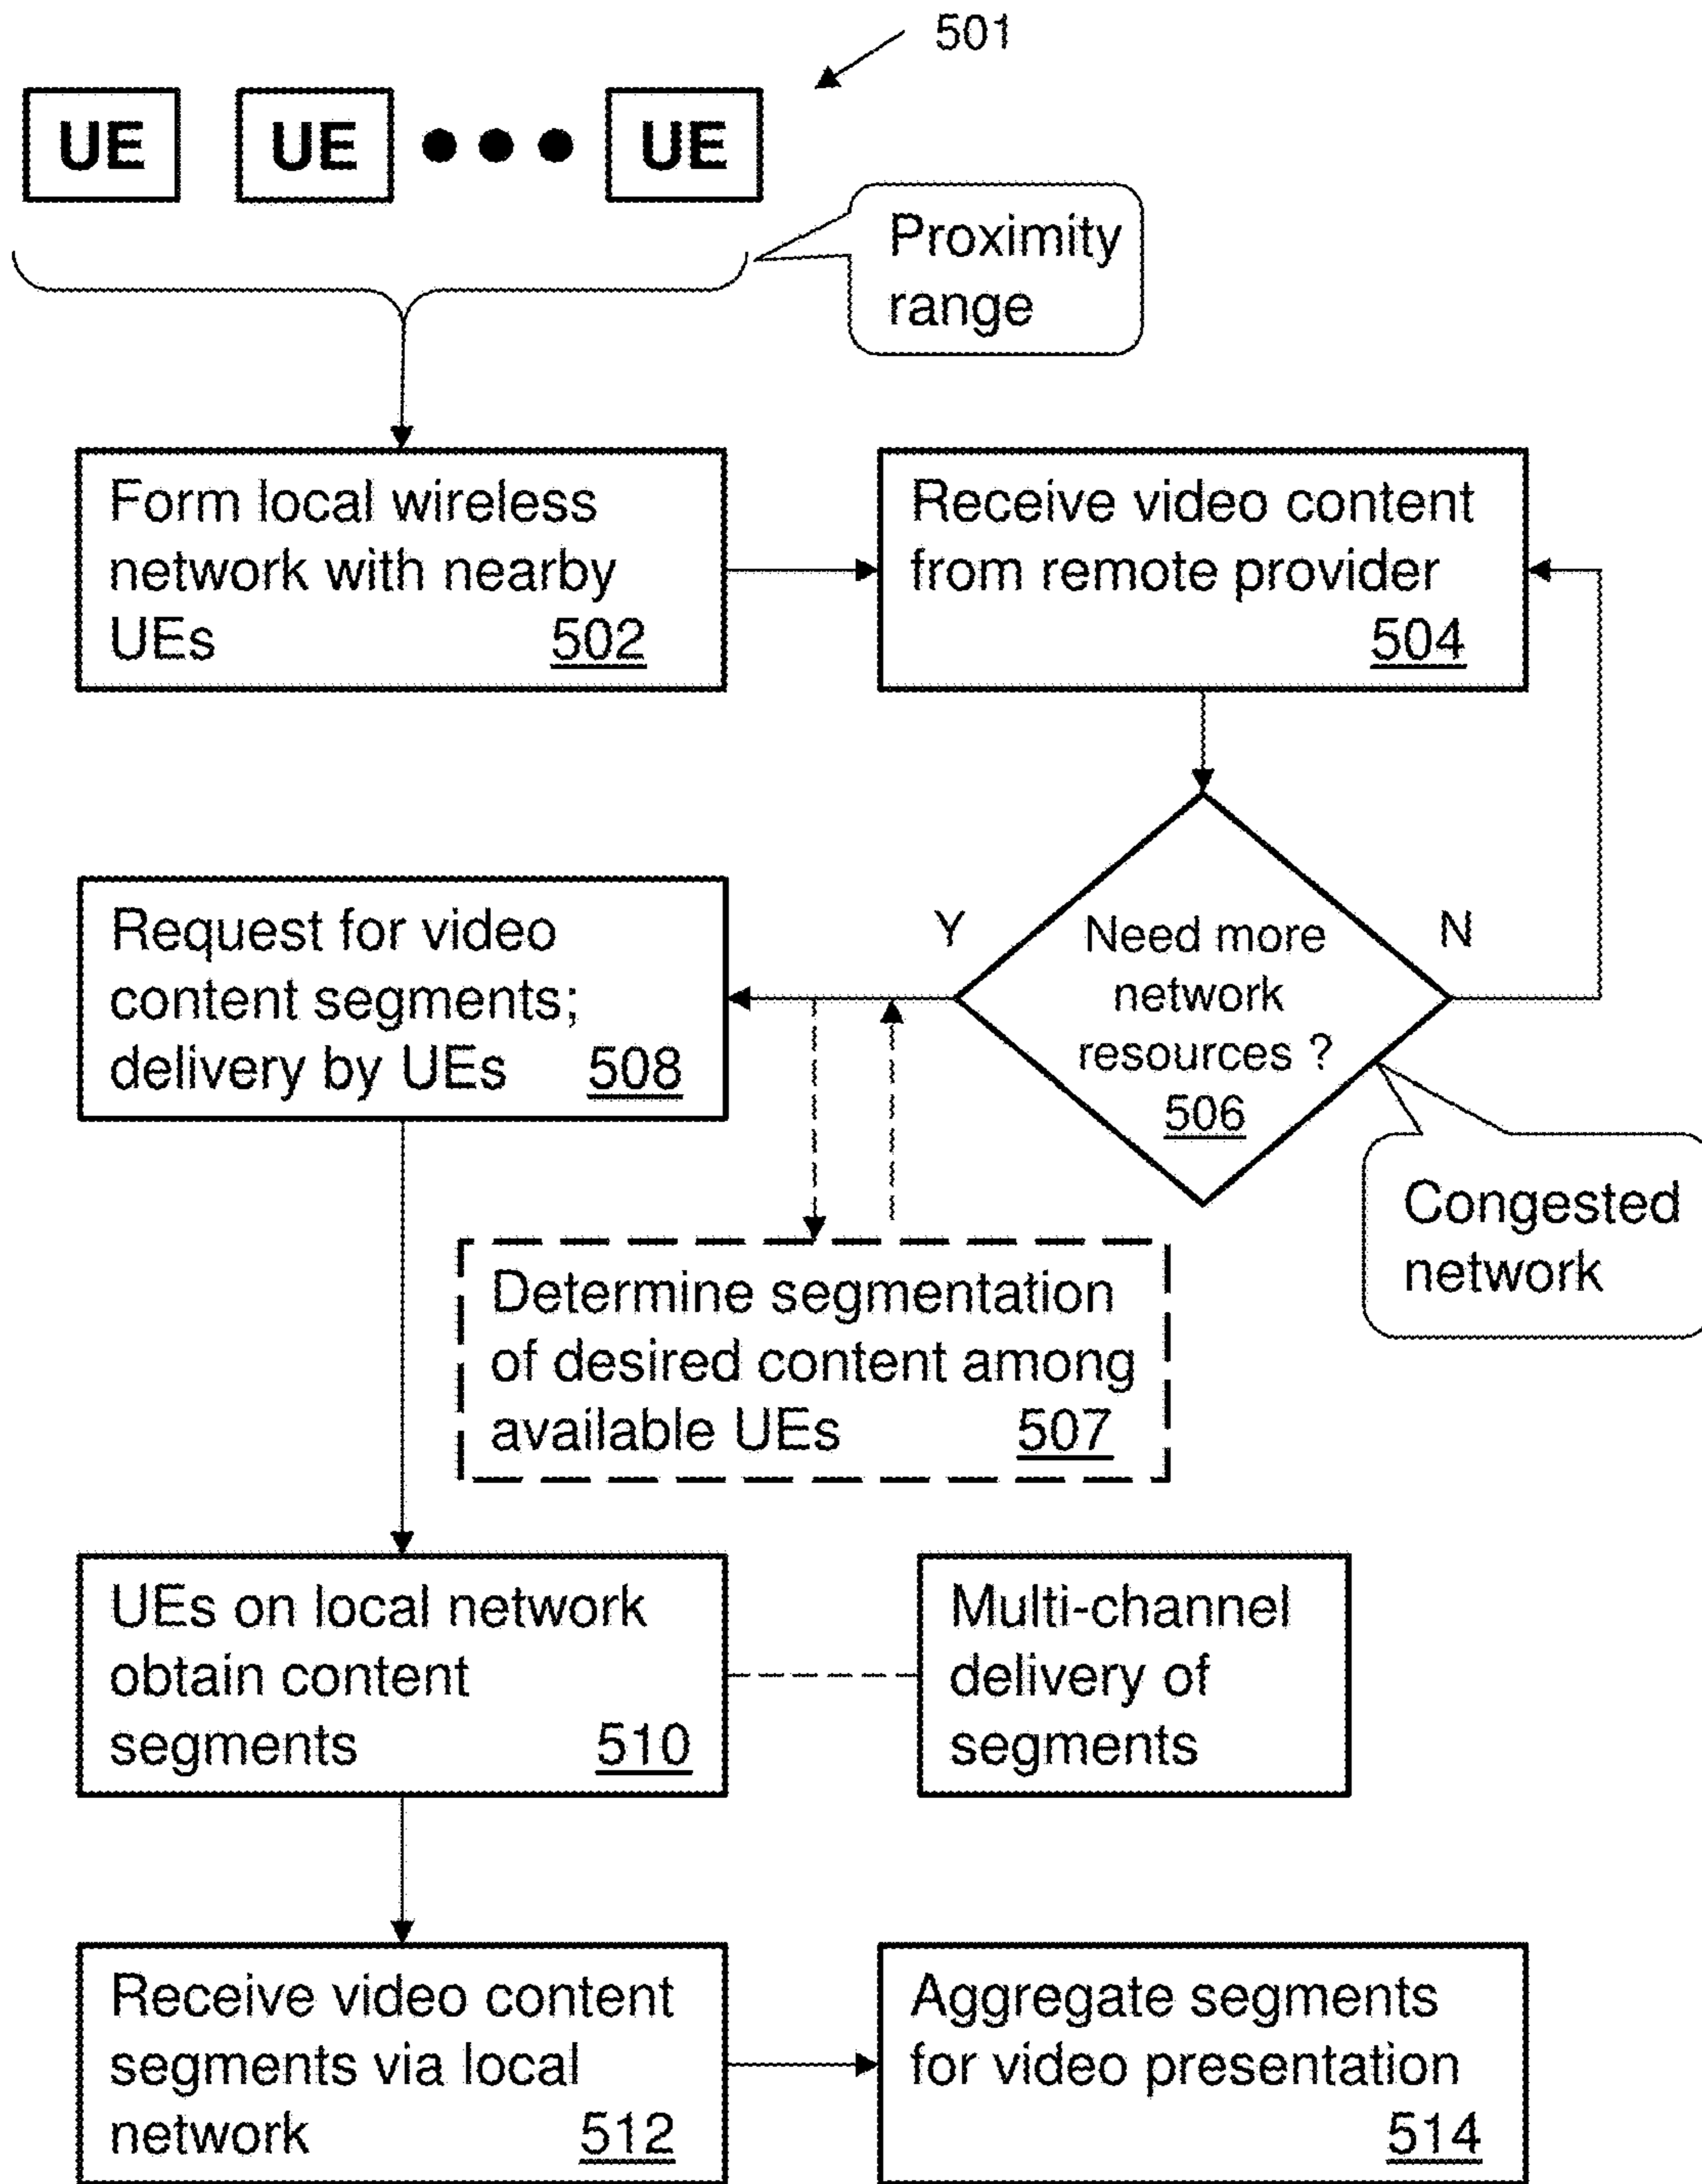 501
UE UE UE
Proximity
range
Form local wireless
network with nearby
UEs 502
Receive video content
from remote provider
504
Need more
network
resources ?
506
Y
N
Congested
network
Request for video
content segments;
delivery by UEs 508
Determine segmentation
of desired content among
available UEs 507
UEs on local network
obtain content
segments 510
Multi-channel
delivery of
segments
Receive video content
segments via local
network 512
Aggregate segments
for video presentation
514